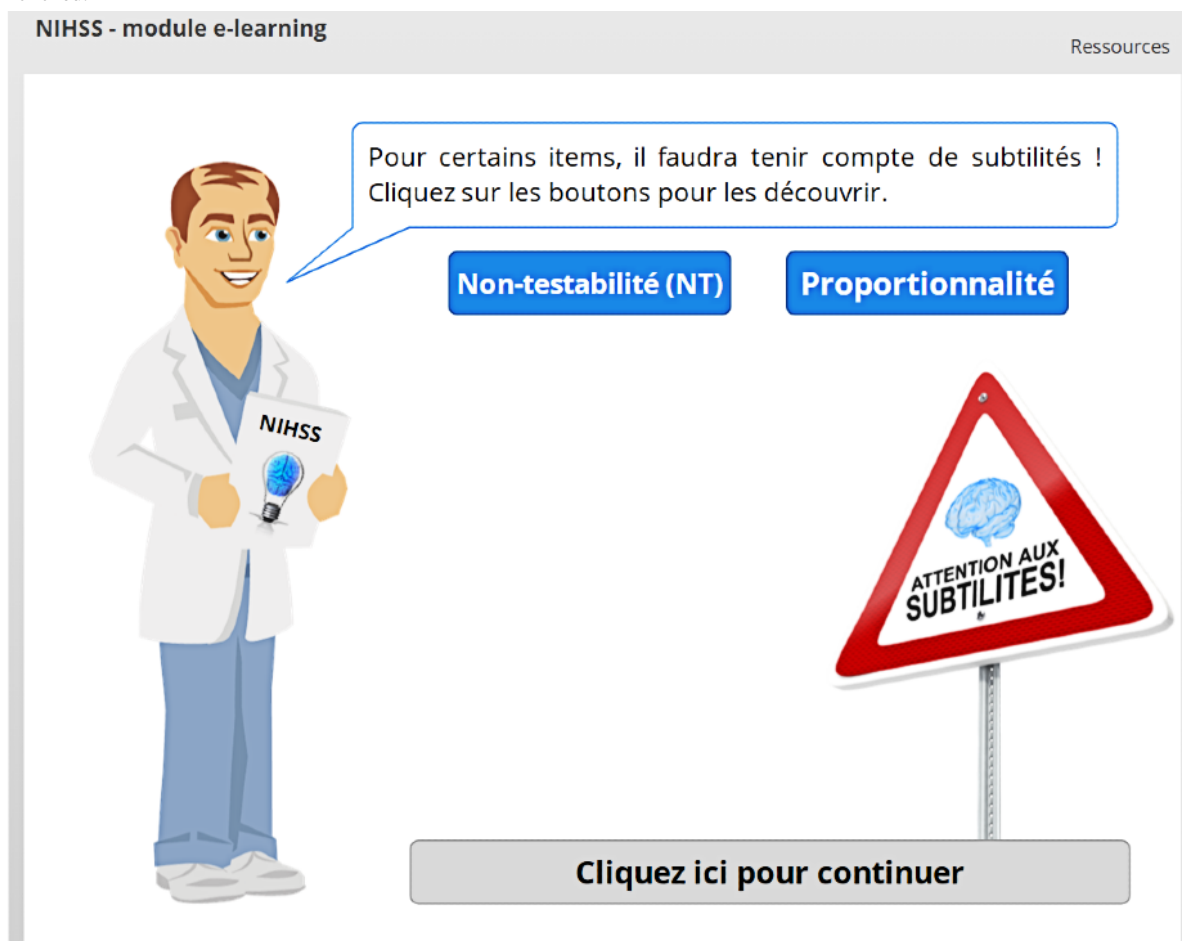 NIHSS - module e-learning
Ressources
Pour certains items, il faudra tenir compte de subtilités !
Cliquez sur les boutons pour les découvrir.
Non-testabilité (NT)
Proportionnalité
NIHSS
ATTENTION AUX
SUBTILITES!
Cliquez ici pour continuer